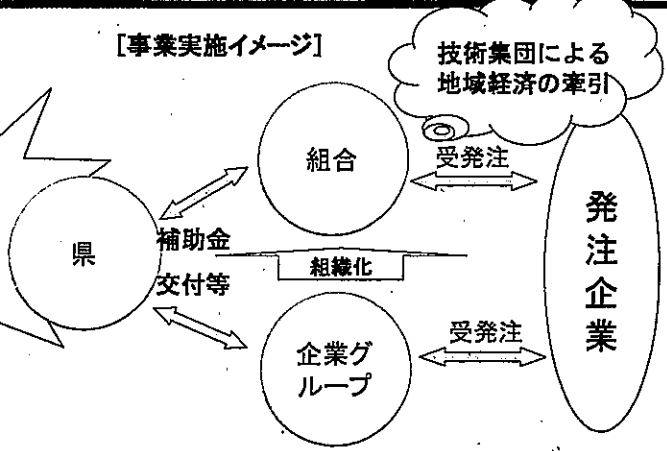 [事業実施イメージ]
技術集団による
地域経済の牽引
組合
受発注
県
補助金
交付等
組織化
発注企業
企業グ
ループ
受発注